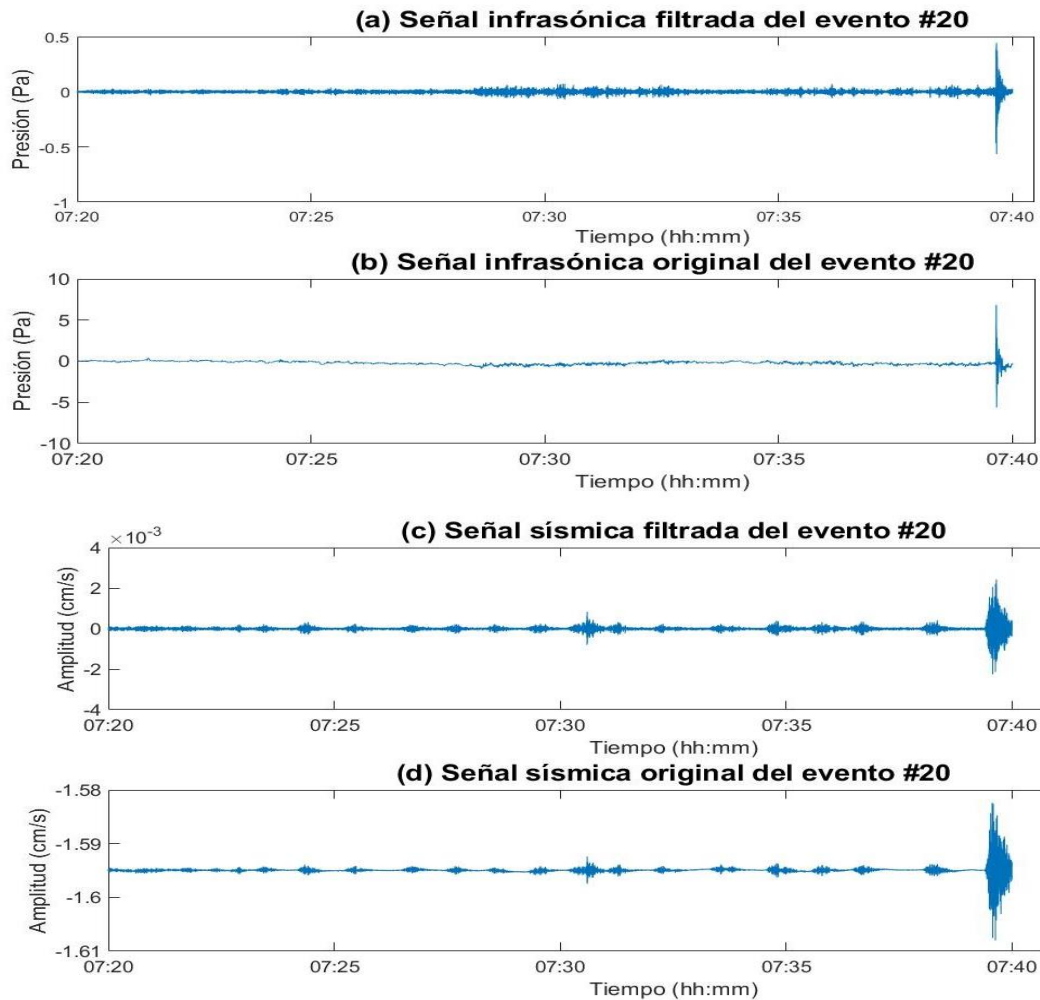 (a) Señal infrasónica filtrada del evento #20
0.5
0
-0.5
-1
Presión (Pa)
07:20 07:25 07:30 07:35 07:40
Tiempo (hh:mm)
(b) Señal infrasónica original del evento #20
10
5
0
-5
-10
Presión (Pa)
07:20 07:25 07:30 07:35 07:40
Tiempo (hh:mm)
(c) Señal sísmica filtrada del evento #20
×10-3
4
2
0
-2
-4
Amplitud (cm/s)
07:20 07:25 07:30 07:35 07:40
Tiempo (hh:mm)
(d) Señal sísmica original del evento #20
-1.58
-1.59
-1.6
-1.61
Amplitud (cm/s)
07:20 07:25 07:30 07:35 07:40
Tiempo (hh:mm)